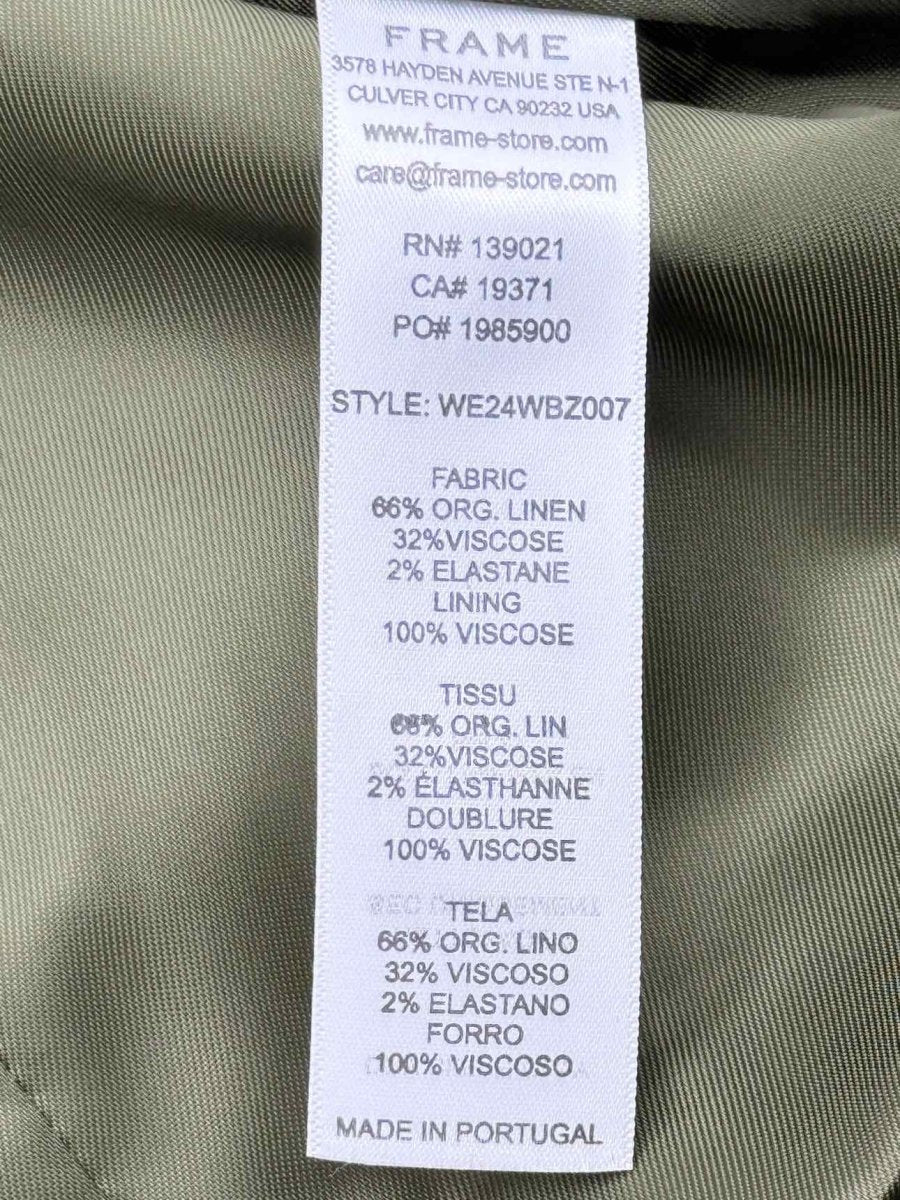 FRAME
3578 HAYDEN AVENUE STE N-1
CULVER CITY CA 90232 USA
www.frame-store.com
care@frame-store.com
RN# 139021
CA# 19371
PO# 1985900
STYLE: WE24WBZ007
FABRIC
66% ORG. LINEN
32%VISCOSE
2% ELASTANE
LINING
100% VISCOSE
TISSU
66% ORG. LIN
32%VISCOSE
2% ÉLASTHANNE
DOUBLURE
100% VISCOSE
TELA
66% ORG. LINO
32% VISCOSO
2% ELASTANO
FORRO
100% VISCOSO
MADE IN PORTUGAL